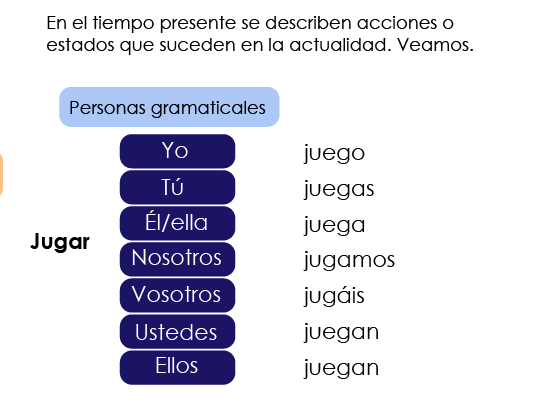 En el tiempo presente se describen acciones o
estados que suceden en la actualidad. Veamos.
Personas gramaticales
Jugar
Yo juego
Tú juegas
Él/ella juega
Nosotros jugamos
Vosotros jugáis
Ustedes juegan
Ellos juegan